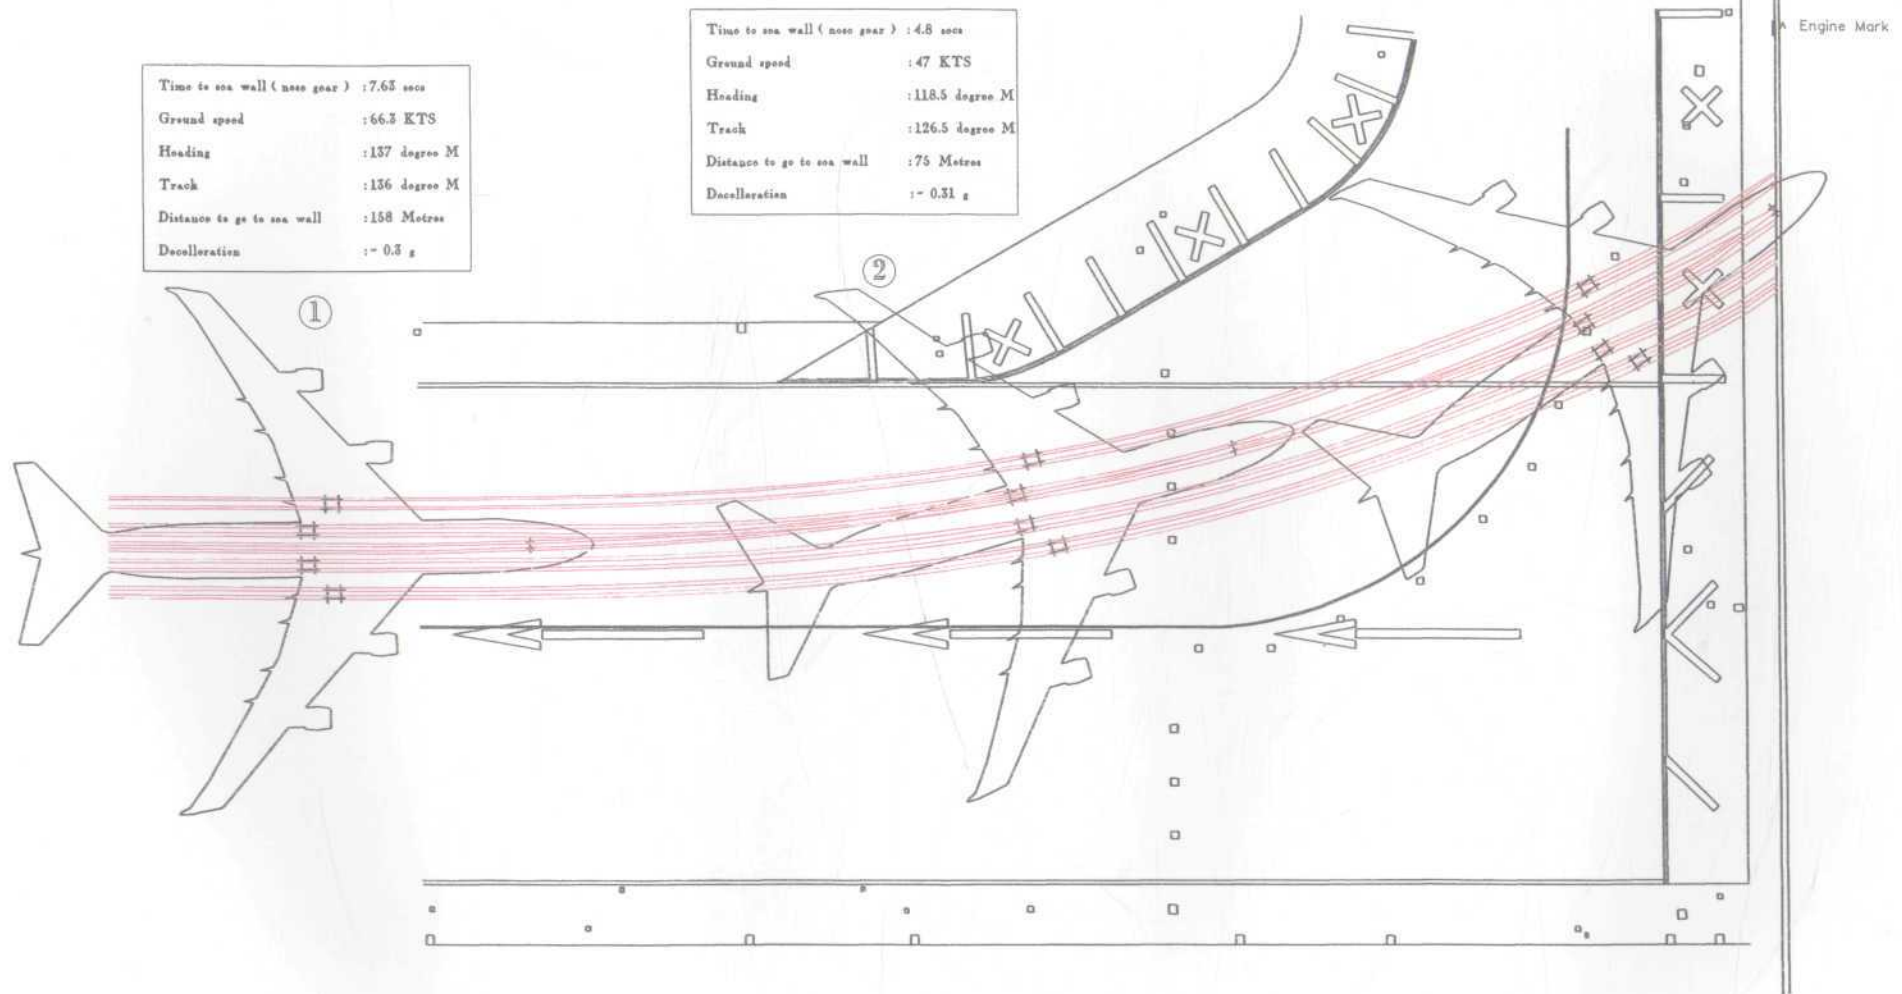 Time to sea wall ( nose gear ) : 7.63 secs
Ground speed : 66.3 KTS
Heading : 137 degree M
Track : 136 degree M
Distance to go to sea wall : 158 Metres
Decelleration : - 0.3 g
Time to sea wall ( nose gear ) : 4.8 secs
Ground speed : 47 KTS
Heading : 118.5 degree M
Track : 126.5 degree M
Distance to go to sea wall : 75 Metres
Decelleration : - 0.31 g
^ Engine Mark
①
②